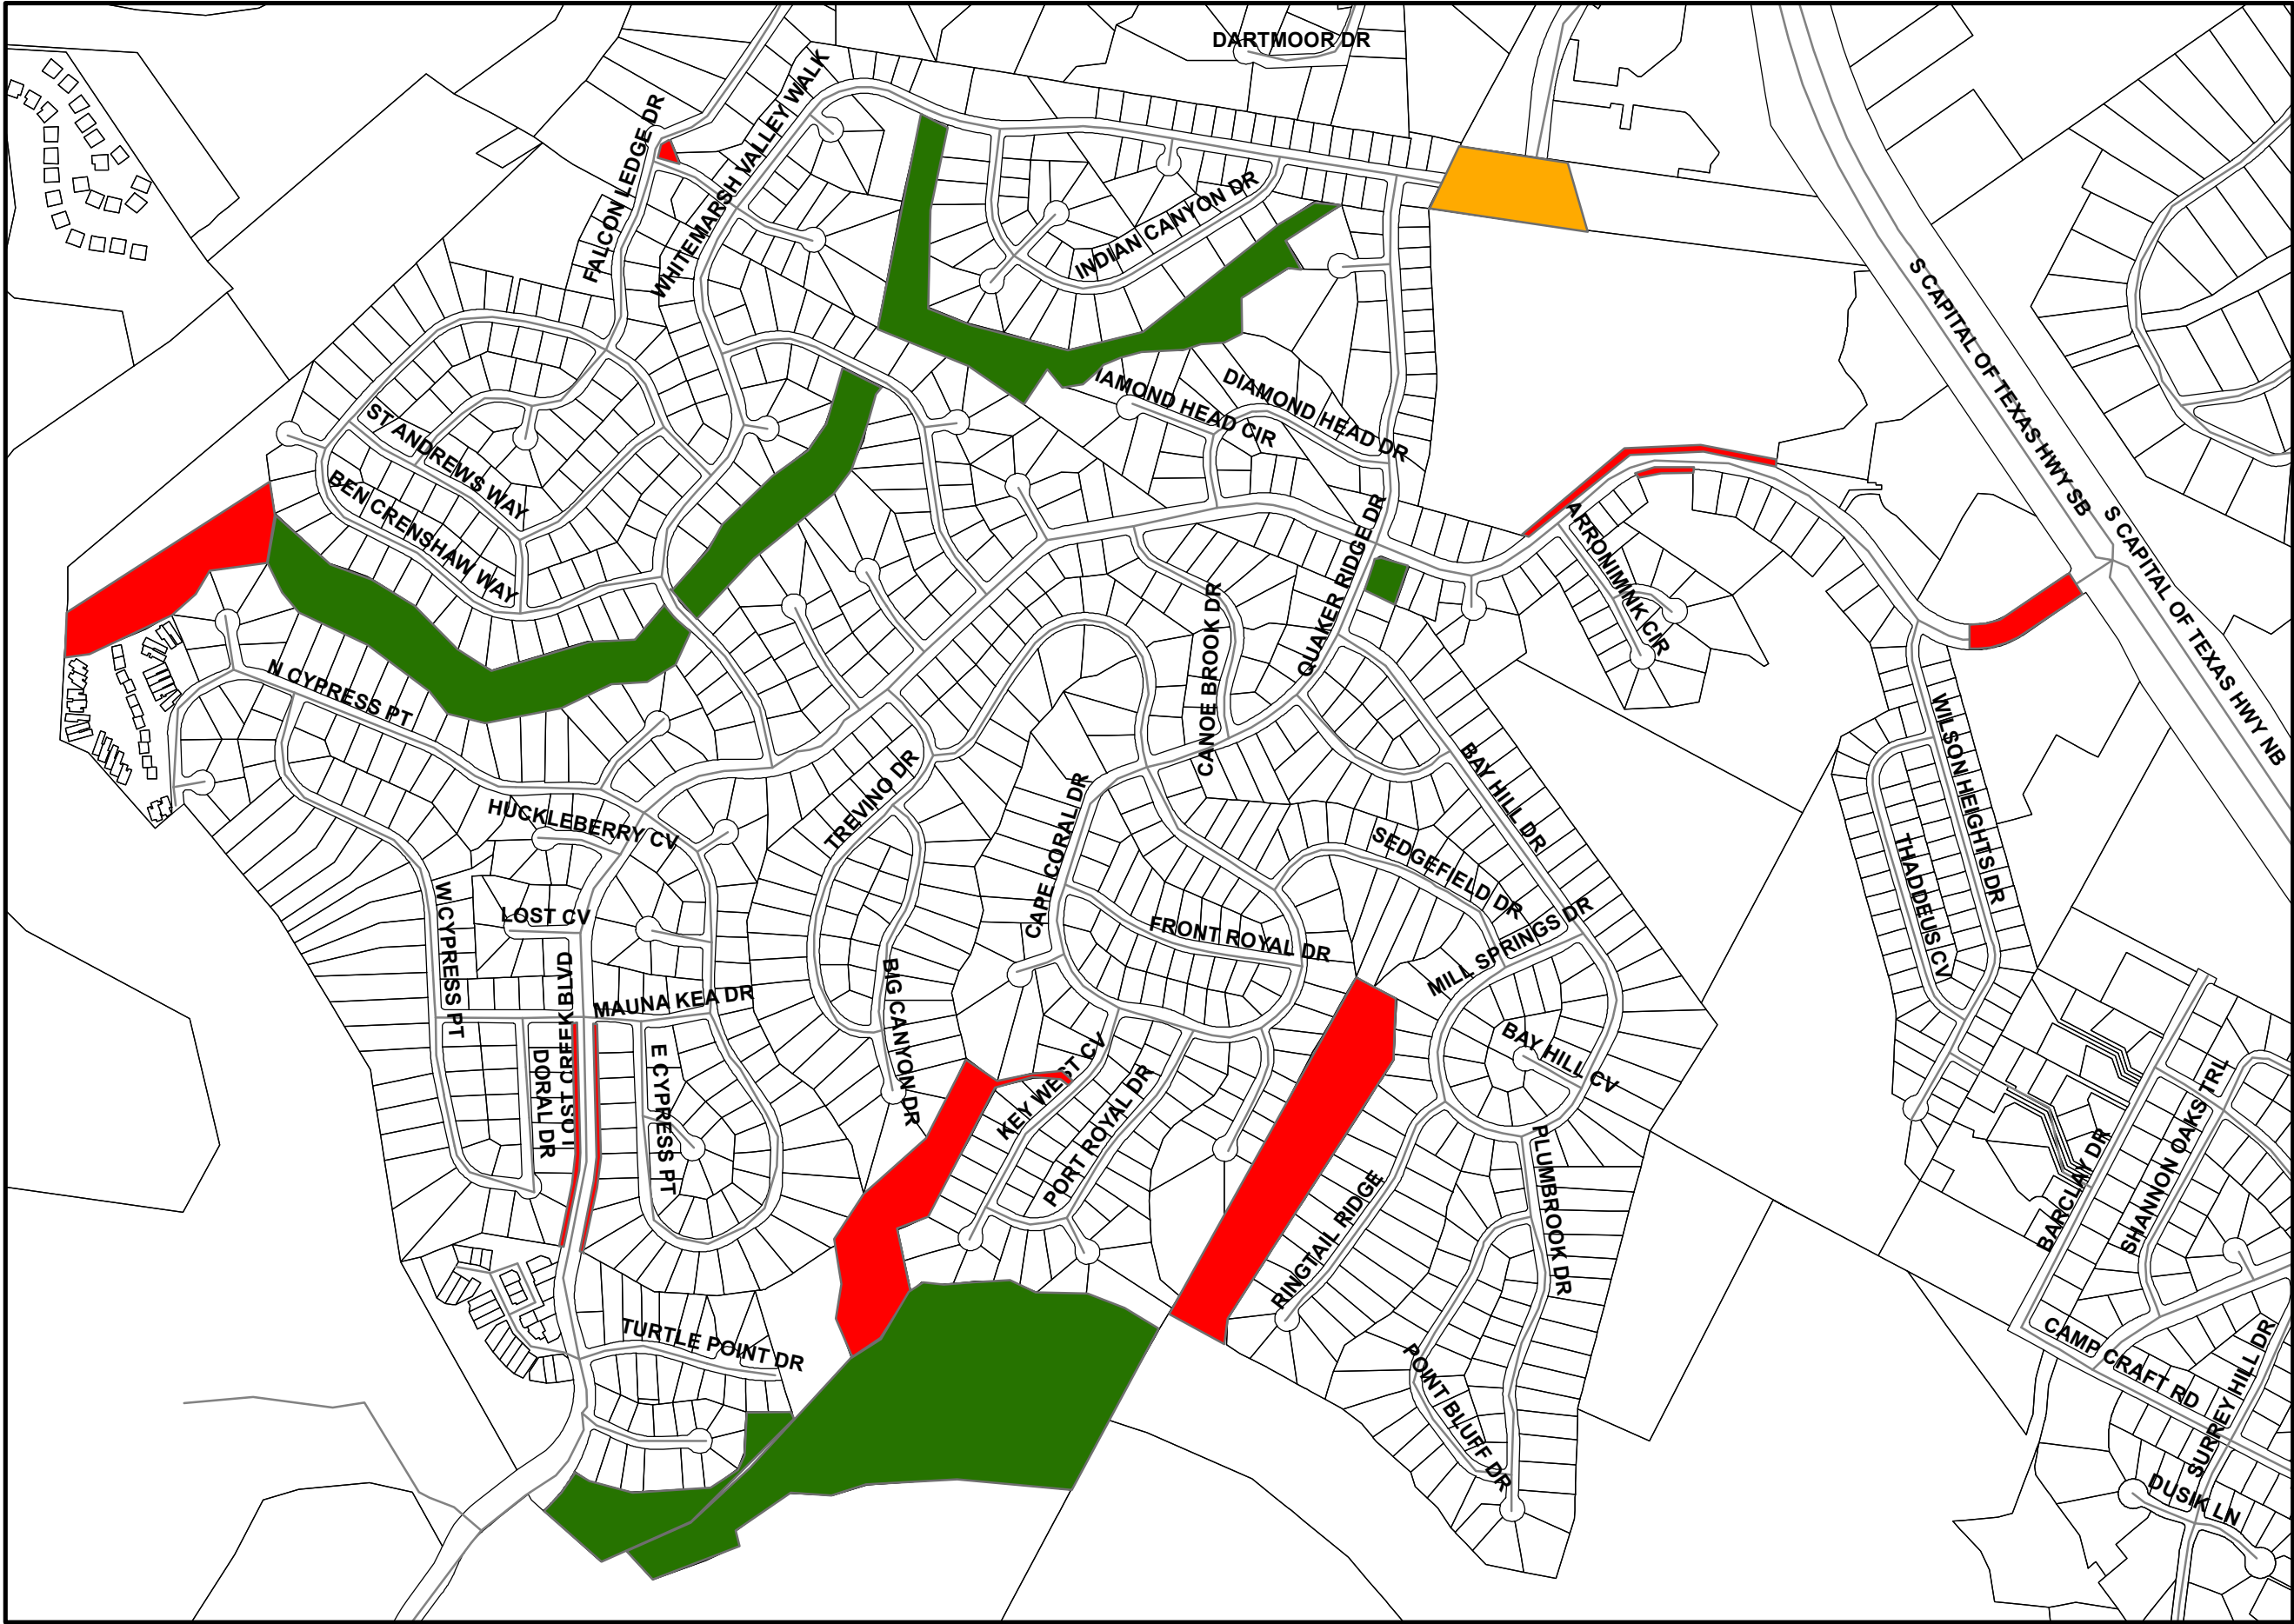 DARTMOOR DR
WHITEMARSH VALLEY WALK
FALCON LEDGE DR
INDIAN CANYON DR
S CAPITAL OF TEXAS HWY SB
DIAMOND HEAD DR
IAMOND HEAD CIR
ST ANDREWS WAY
BEN CRENSHAW WAY
QUAKER RIDGE DR
ARRONIMINK CIR
S CAPITAL OF TEXAS HWY NB
CANOE BROOK DR
N CYPRESS PT
WILSON HEIGHTS DR
BAY HILL DR
TREVINO DR
CAPE CORAL DR
HUCKLEBERRY CV
SEDGEFIELD DR
THADDEUS CV
W CYPRESS PT
LOST CV
FRONT ROYAL DR
MILL SPRINGS DR
LOST CREEK BLVD
MAUNA KEA DR
BIG CANYON DR
BAY HILL CV
KEY WEST CV
DORAL DR
E CYPRESS PT
PORT ROYAL DR
SHANNON OAKS TRL
BARCLAY DR
PLUMBROOK DR
RINGTAIL RIDGE
TURTLE POINT DR
CAMP CRAFT RD
SURREY HILL DR
POINT BLUFF DR
DUSIK LN